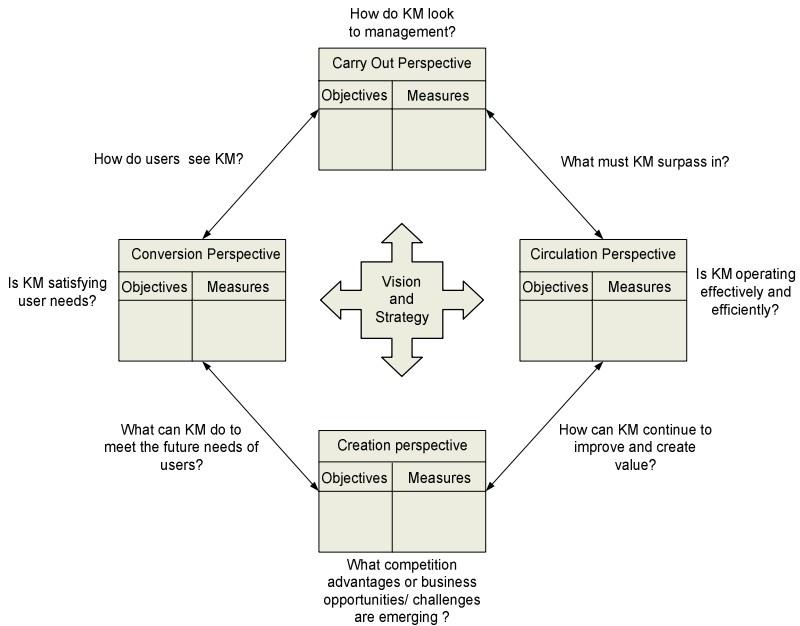 How do KM look
to management?
Carry Out Perspective
Objectives Measures
How do users see KM?
What must KM surpass in?
Conversion Perspective
Objectives Measures
Is KM satisfying
user needs?
Vision
and
Strategy
Circulation Perspective
Objectives Measures
Is KM operating
effectively and
efficiently?
What can KM do to
meet the future needs of
users?
How can KM continue to
improve and create
value?
Creation perspective
Objectives Measures
What competition
advantages or business
opportunities/ challenges
are emerging ?